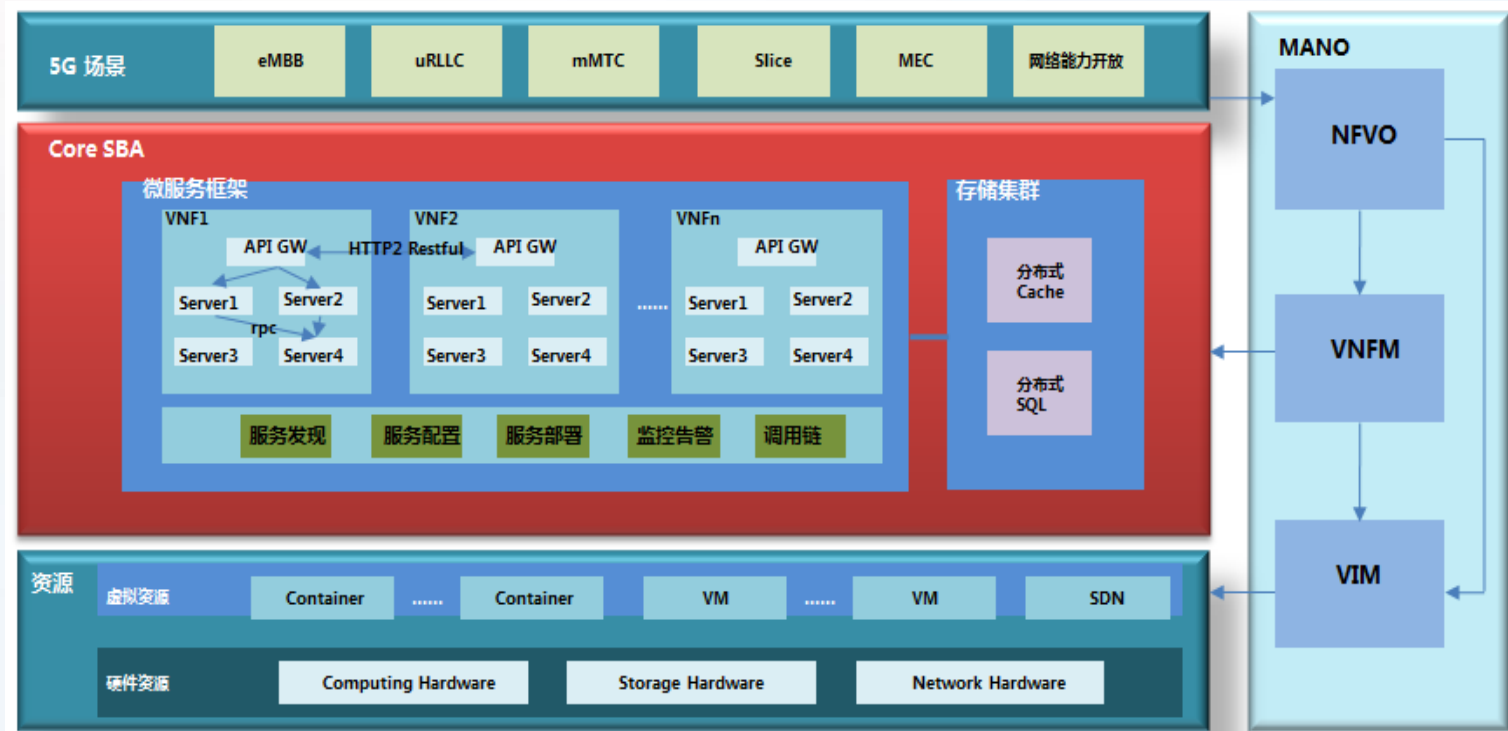 5G 场景
eMBB
uRLLC
mMTC
Slice
MEC
网络能力开放
MANO
NFVO
VNFM
VIM
Core SBA
微服务框架
VNF1
API GW
HTTP2 Restful
Server1
Server2
rpc
Server3
Server4
VNF2
API GW
Server1
Server2
Server3
Server4
......
VNFn
API GW
Server1
Server2
Server3
Server4
服务发现
服务配置
服务部署
监控告警
调用链
存储集群
分布式
Cache
分布式
SQL
资源
虚拟资源
Container
......
Container
VM
......
VM
SDN
硬件资源
Computing Hardware
Storage Hardware
Network Hardware